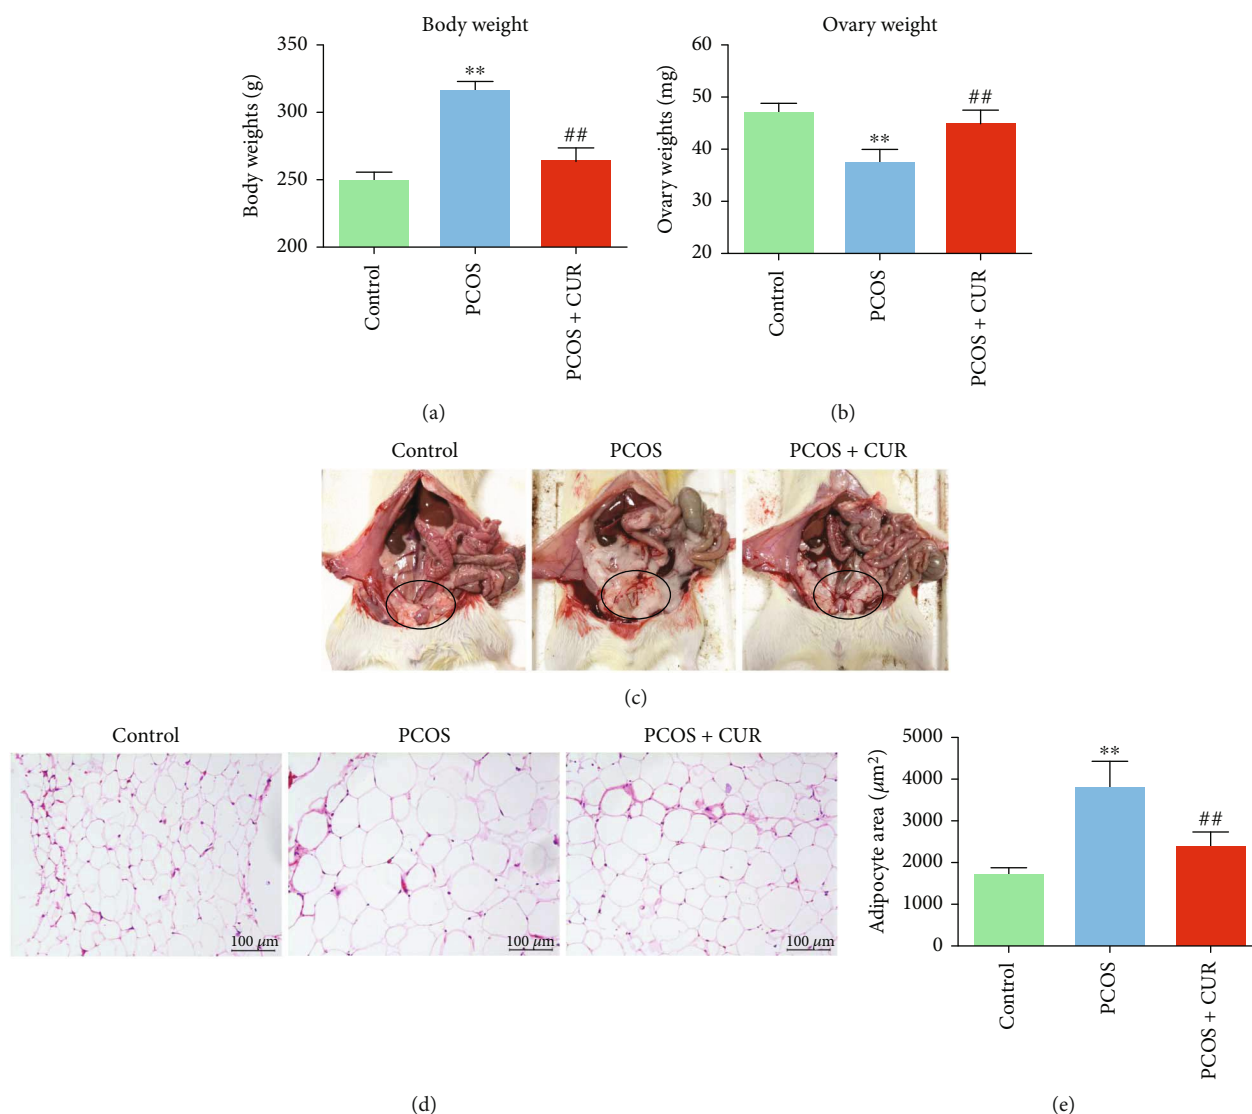 Body weight
Body weights (g)
350
300
250
200
**
##
Control
PCOS
PCOS + CUR
(a)
Ovary weight
Ovary weights (mg)
60
50
40
30
20
**
##
Control
PCOS
PCOS + CUR
(b)
Control
PCOS
PCOS + CUR
(c)
Control
PCOS
PCOS + CUR
100 μm
100 μm
100 μm
(d)
Adipocyte area (μm²)
5000
4000
3000
2000
1000
0
**
##
Control
PCOS
PCOS + CUR
(e)